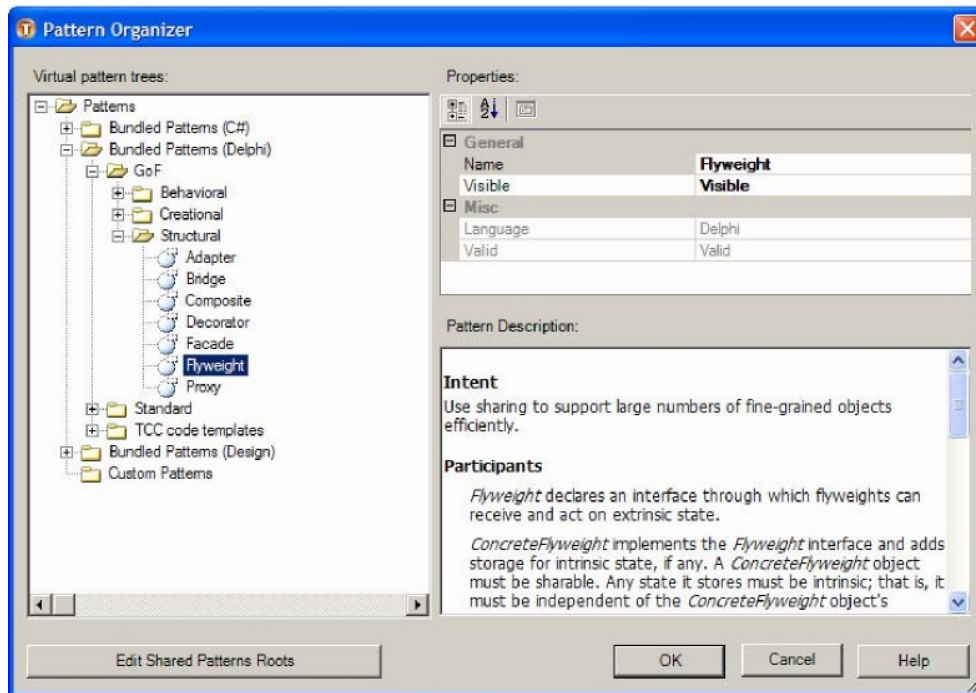 Pattern Organizer
Virtual pattern trees:
Patterns
Bundled Patterns (C#)
Bundled Patterns (Delphi)
GoF
Behavioral
Creational
Structural
Adapter
Bridge
Composite
Decorator
Facade
Flyweight
Proxy
Standard
TCC code templates
Bundled Patterns (Design)
Custom Patterns
Edit Shared Patterns Roots
Properties:
General
Name Flyweight
Visible Visible
Misc
Language Delphi
Valid Valid
Pattern Description:
Intent
Use sharing to support large numbers of fine-grained objects
efficiently.
Participants
Flyweight declares an interface through which flyweights can
receive and act on extrinsic state.
ConcreteFlyweight implements the Flyweight interface and adds
storage for intrinsic state, if any. A ConcreteFlyweight object
must be sharable. Any state it stores must be intrinsic; that is, it
must be independent of the ConcreteFlyweight object's
OK Cancel Help